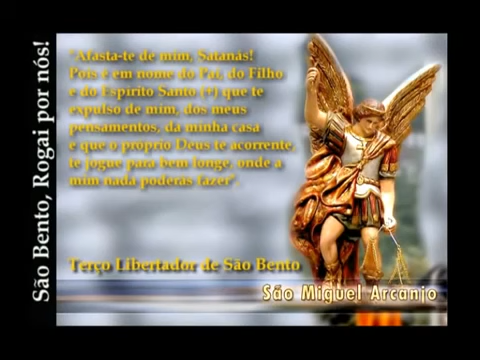 São Bento, Rogai por nós!
"Afasta-te de mim, Satanás!
Pois é em nome do Pai, do Filho
e do Espírito Santo (+) que te
expulso de mim, dos meus
pensamentos, da minha casa
e que o próprio Deus te acorrente,
te jogue para bem longe, onde a
mim nada poderás fazer".
Terço Libertador de São Bento
São Miguel Arcanjo